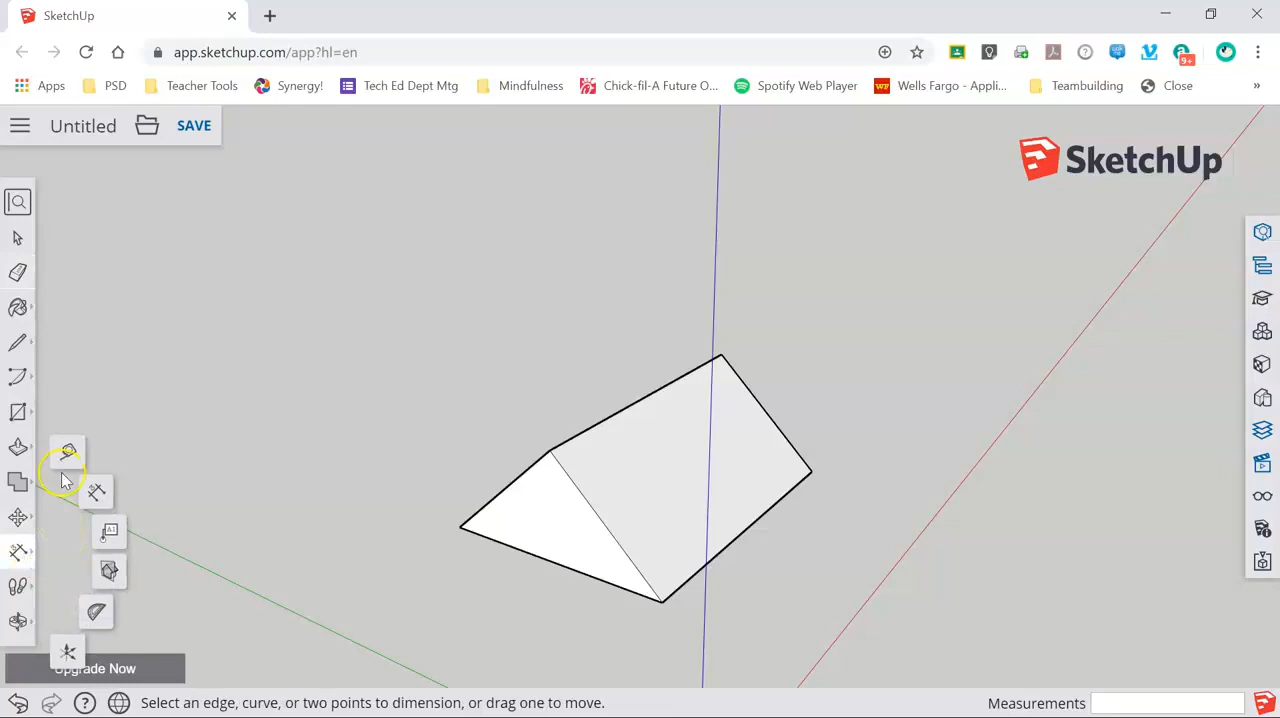 SketchUp
app.sketchup.com/app?hl=en
9+
Apps PSD Teacher Tools Synergy! Tech Ed Dept Mtg Mindfulness Chick-fil-A Future O... Spotify Web Player Wells Fargo - Appli... Teambuilding Close »
Untitled SAVE
SketchUp
A1
Upgrade Now
Select an edge, curve, or two points to dimension, or drag one to move.
Measurements